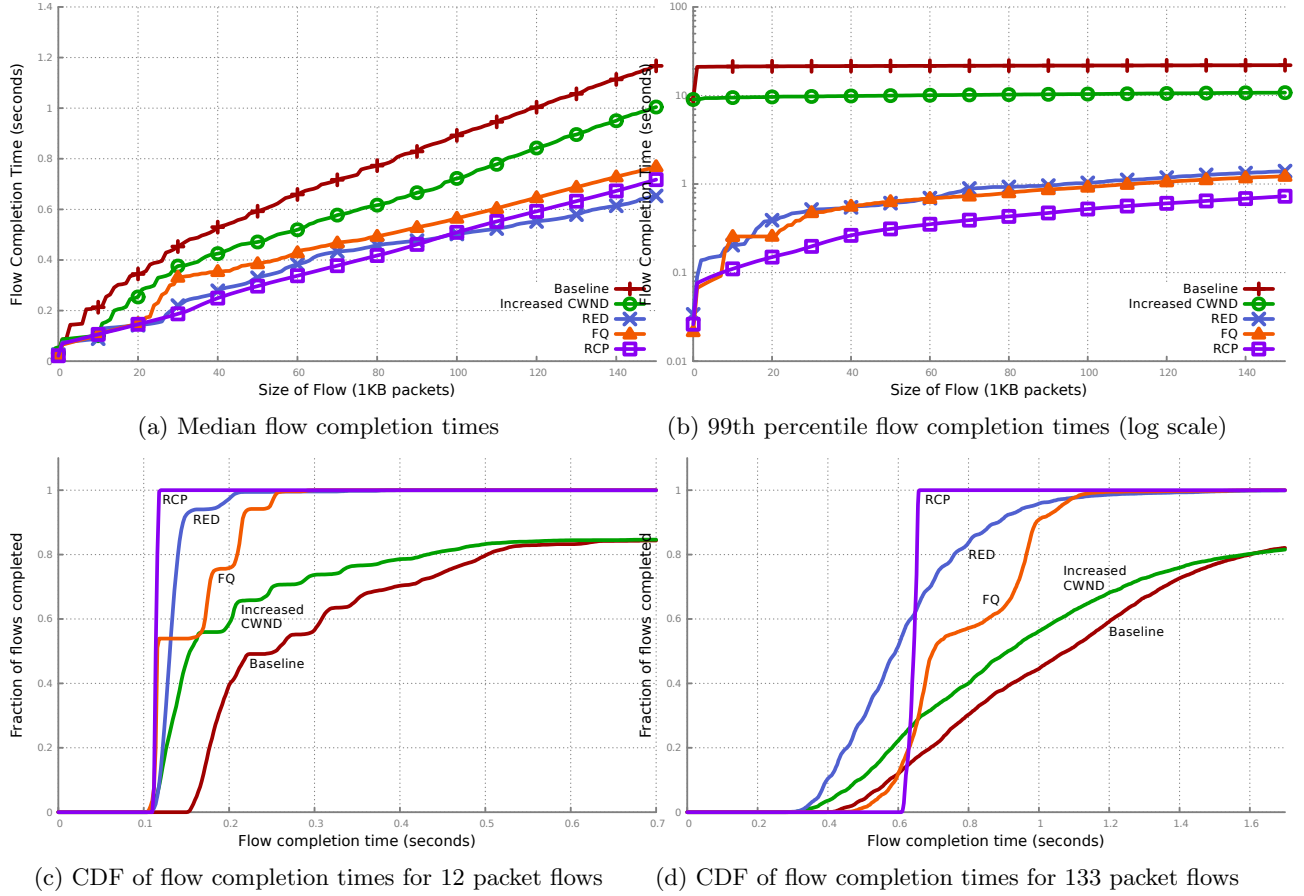 1.4
1.2
1
0.8
0.6
0.4
0.2
0
0 20 40 60 80 100 120 140
Flow Completion Time (seconds)
Size of Flow (1KB packets)
Baseline
Increased CWND
RED
FQ
RCP
(a) Median flow completion times
100
10
1
0.1
0.01
0 20 40 60 80 100 120 140
Flow Completion Time (seconds)
Size of Flow (1KB packets)
Baseline
Increased CWND
RED
FQ
RCP
(b) 99th percentile flow completion times (log scale)
1
0.8
0.6
0.4
0.2
0
0 0.1 0.2 0.3 0.4 0.5 0.6 0.7
Fraction of flows completed
Flow completion time (seconds)
RCP
RED
FQ
Increased
CWND
Baseline
(c) CDF of flow completion times for 12 packet flows
1
0.8
0.6
0.4
0.2
0
0 0.2 0.4 0.6 0.8 1 1.2 1.4 1.6
Fraction of flows completed
Flow completion time (seconds)
RCP
RED
FQ
Increased
CWND
Baseline
(d) CDF of flow completion times for 133 packet flows